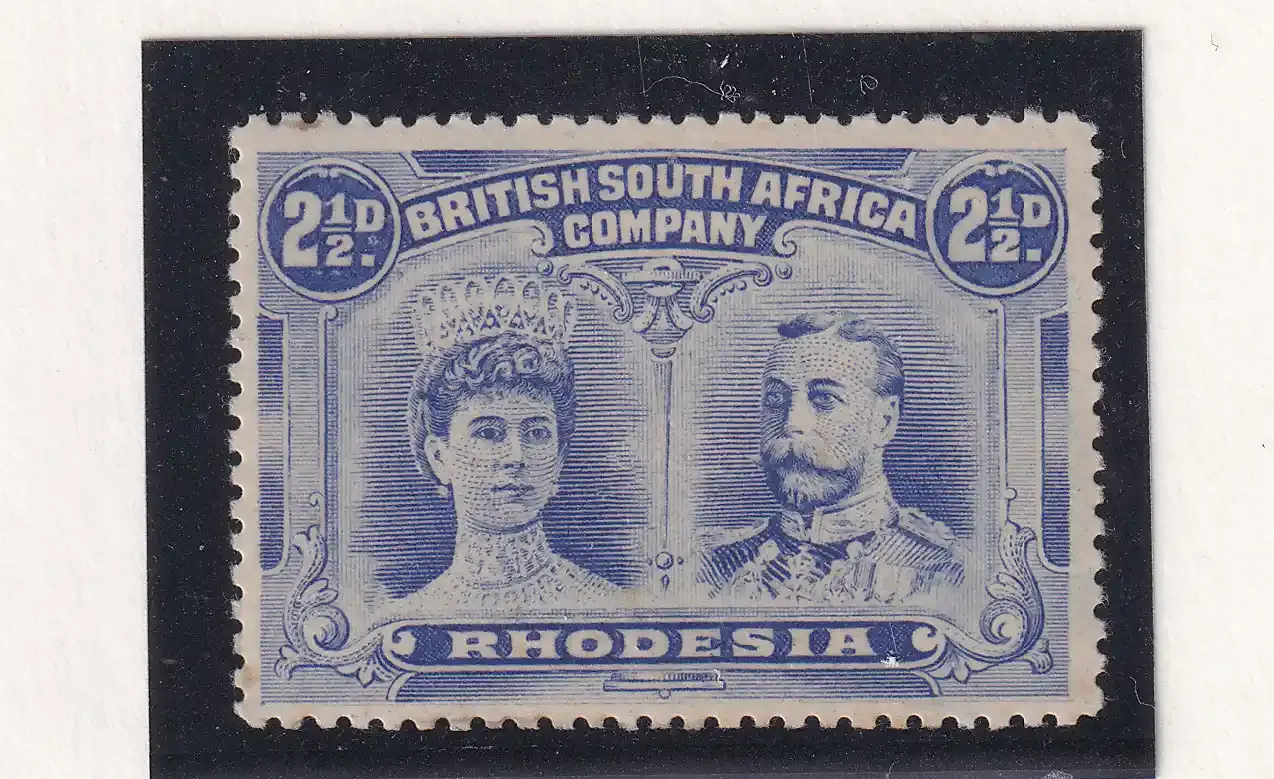 2½D.
BRITISH SOUTH AFRICA
COMPANY
2½D.
RHODESIA